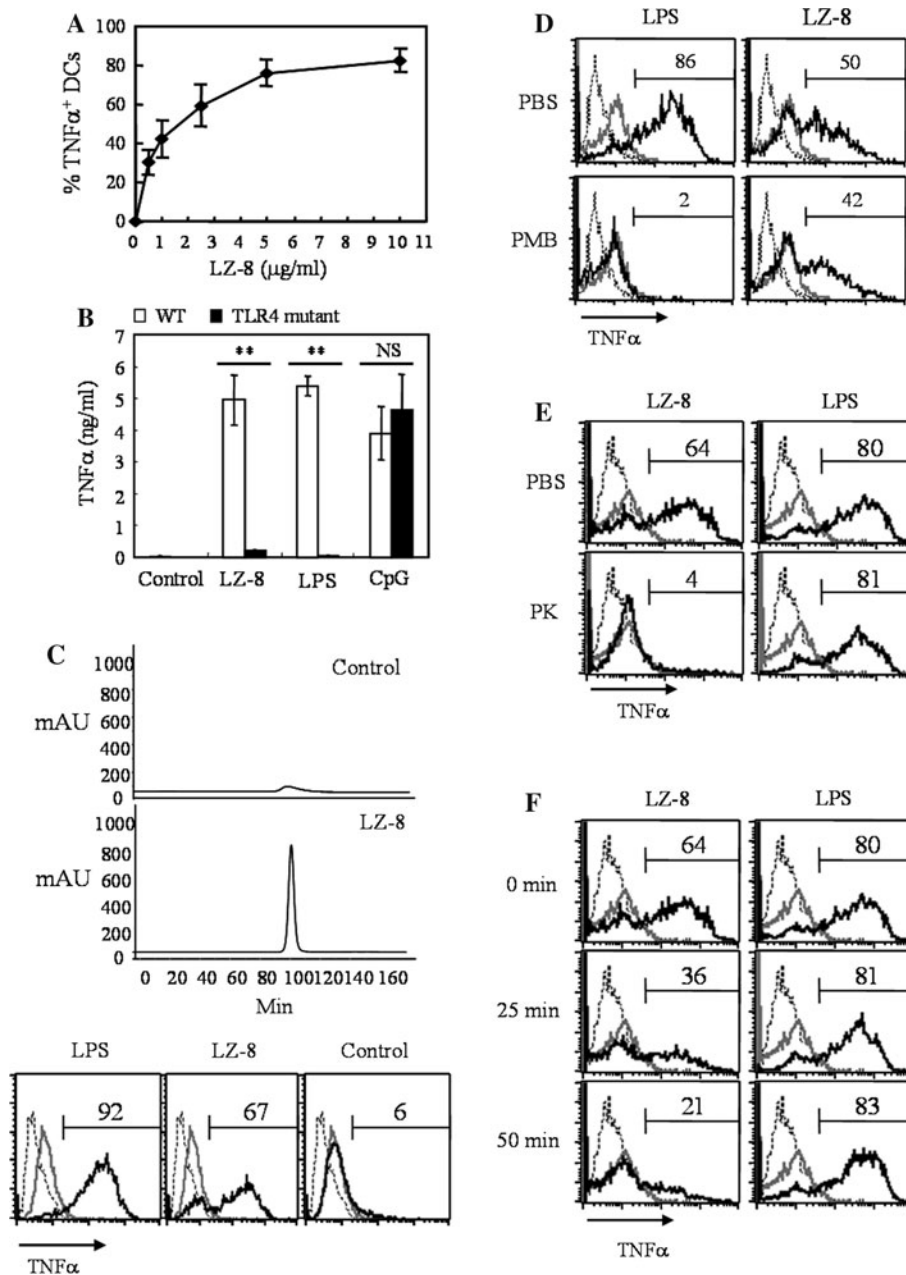 A
% TNFα⁺ DCs
100
80
60
40
20
0
0 1 2 3 4 5 6 7 8 9 10 11
LZ-8 (μg/ml)
B
WT TLR4 mutant
TNFα (ng/ml)
7
6
5
4
3
2
1
0
** ** NS
Control LZ-8 LPS CpG
C
Control
mAU
1000
800
600
400
200
0
LZ-8
mAU
1000
800
600
400
200
0
0 20 40 60 80 100 120 140 160
Min
LPS LZ-8 Control
92 67 6
TNFα
D
LPS LZ-8
PBS
86 50
PMB
2 42
TNFα
E
LZ-8 LPS
PBS
64 80
PK
4 81
TNFα
F
LZ-8 LPS
0 min
64 80
25 min
36 81
50 min
21 83
TNFα